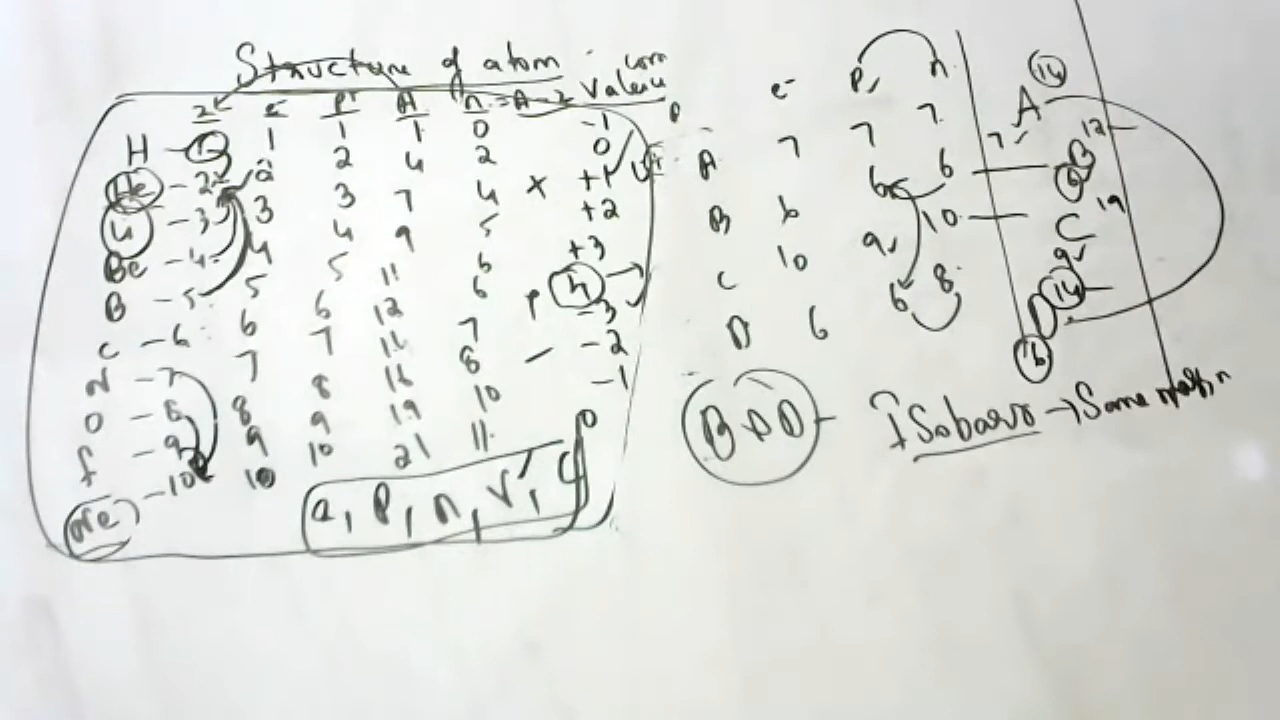 Structure of atom
Z e- P+ A n = A-Z Valency
H - 1 1 1 1 0 -1
He - 2 2 2 4 2 0
Li - 3 3 3 7 4 x +1
Be - 4 4 4 9 5 +2
B - 5 5 5 11 6 +3
C - 6 6 6 12 6 4
N - 7 7 7 7 -3
O - 8 8 8 16 8 - -2
f - 9 9 9 19 10 -1
Ne - 10 10 10 21 11 0
e- P, n
A 7 7 7
B 6 6 6
C 10 9 10
D 6 6 8
A 14
7
B 12
C 19
9
D 14
Isobars → Same